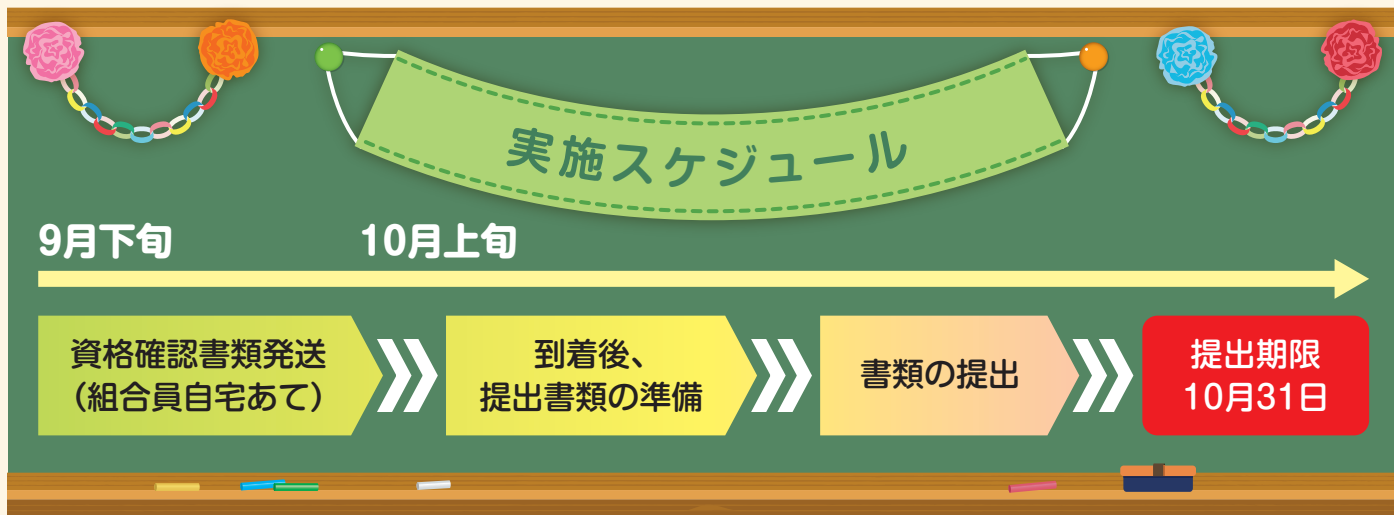 実施スケジュール
9月下旬
10月上旬
資格確認書類発送
（組合員自宅あて）
到着後、
提出書類の準備
書類の提出
提出期限
10月31日